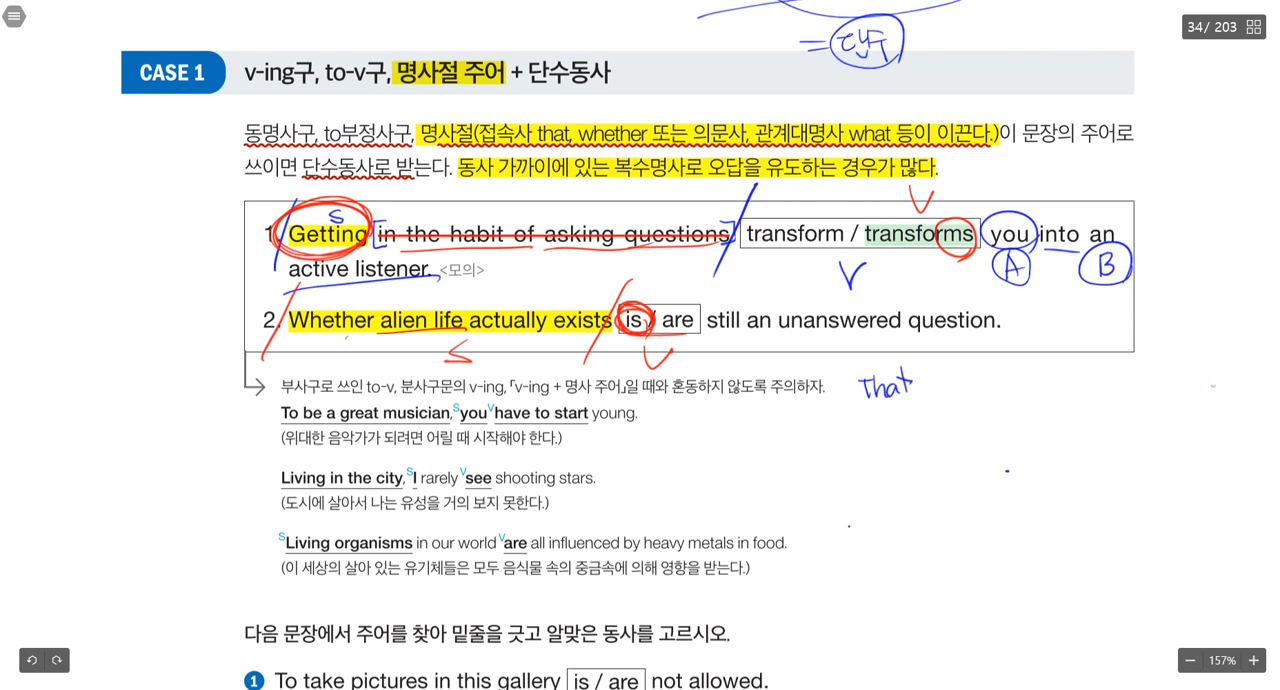 34/ 203
= 단수
CASE 1 v-ing구, to-v구, 명사절 주어 + 단수동사
동명사구, to부정사구, 명사절(접속사 that, whether 또는 의문사, 관계대명사 what 등이 이끈다.)이 문장의 주어로
쓰이면 단수동사로 받는다. 동사 가까이에 있는 복수명사로 오답을 유도하는 경우가 많다.
S V
1. Getting in the habit of asking questions transform / transforms you into an
active listener. <모의> V A B
2. Whether alien life actually exists is / are still an unanswered question.
S V
부사구로 쓰인 to-v, 분사구문의 v-ing, 「v-ing + 명사 주어」일 때와 혼동하지 않도록 주의하자. That
To be a great musician, S you V have to start young.
(위대한 음악가가 되려면 어릴 때 시작해야 한다.)
Living in the city, S I rarely V see shooting stars.
(도시에 살아서 나는 유성을 거의 보지 못한다.)
S Living organisms in our world V are all influenced by heavy metals in food.
(이 세상의 살아 있는 유기체들은 모두 음식물 속의 중금속에 의해 영향을 받는다.)
다음 문장에서 주어를 찾아 밑줄을 긋고 알맞은 동사를 고르시오.
157%
1 To take pictures in this gallery is / are not allowed.